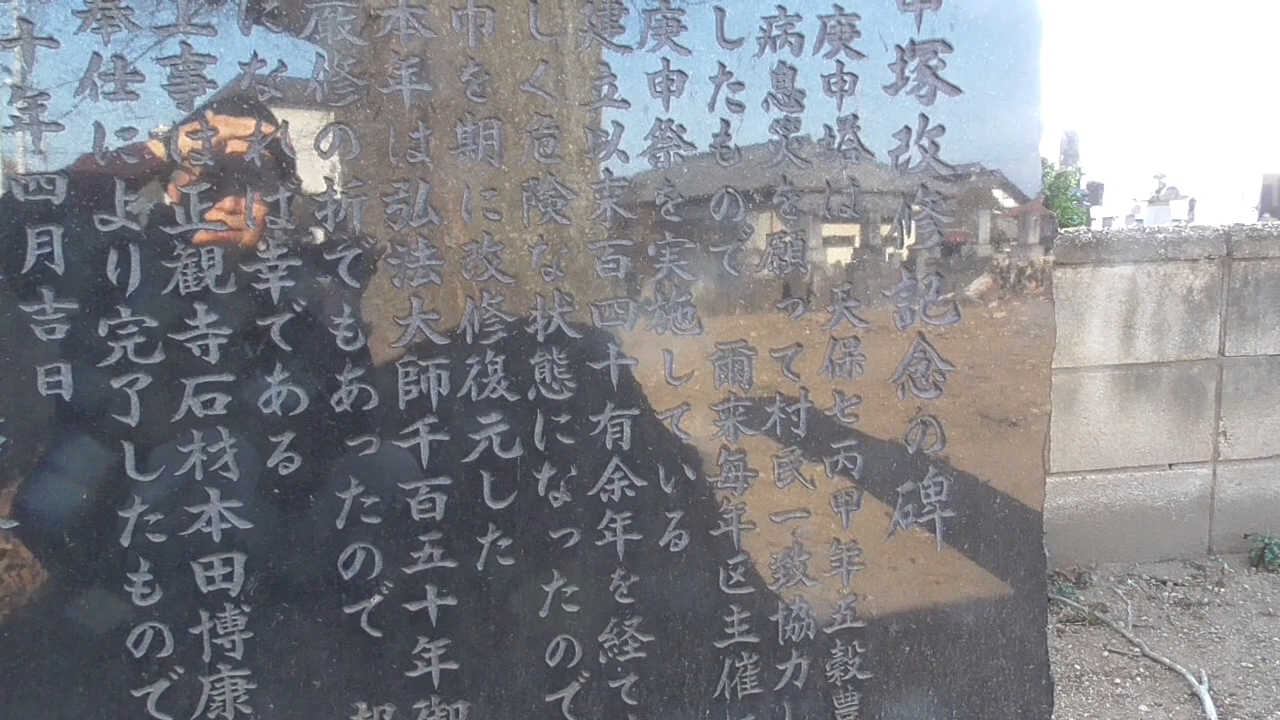 申塚改修記念の碑
庚申塔は天保七丙甲年五穀豊
病息災を願って村民一致協力し
したもので 爾来毎年区主催
庚申祭を実施している
建立以来百四十有余年を経て
しく危険な状態になったので
巾を期に改修復元した
本年は弘法大師千百五十年御
厳修の折でもあったので
になれば幸である
工事は正観寺石材本田博康
奉仕により完了したもので
十年四月吉日